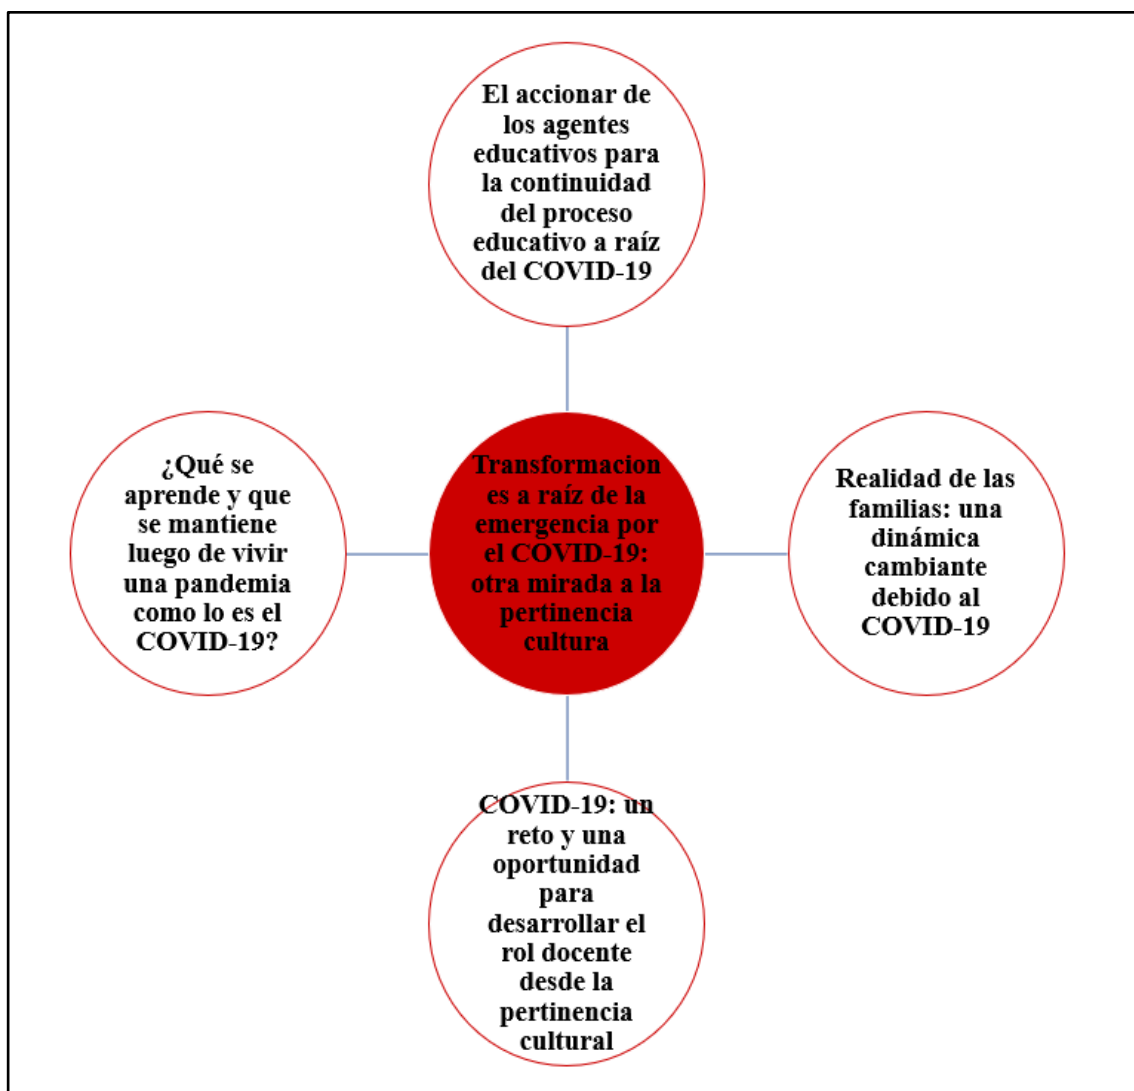 El accionar de
los agentes
educativos para
la continuidad
del proceso
educativo a raíz
del COVID-19
¿Qué se
aprende y que
se mantiene
luego de vivir
una pandemia
como lo es el
COVID-19?
Transformacion
es a raíz de la
emergencia por
el COVID-19:
otra mirada a la
pertinencia
cultura
Realidad de las
familias: una
dinámica
cambiante
debido al
COVID-19
COVID-19: un
reto y una
oportunidad
para
desarrollar el
rol docente
desde la
pertinencia
cultural